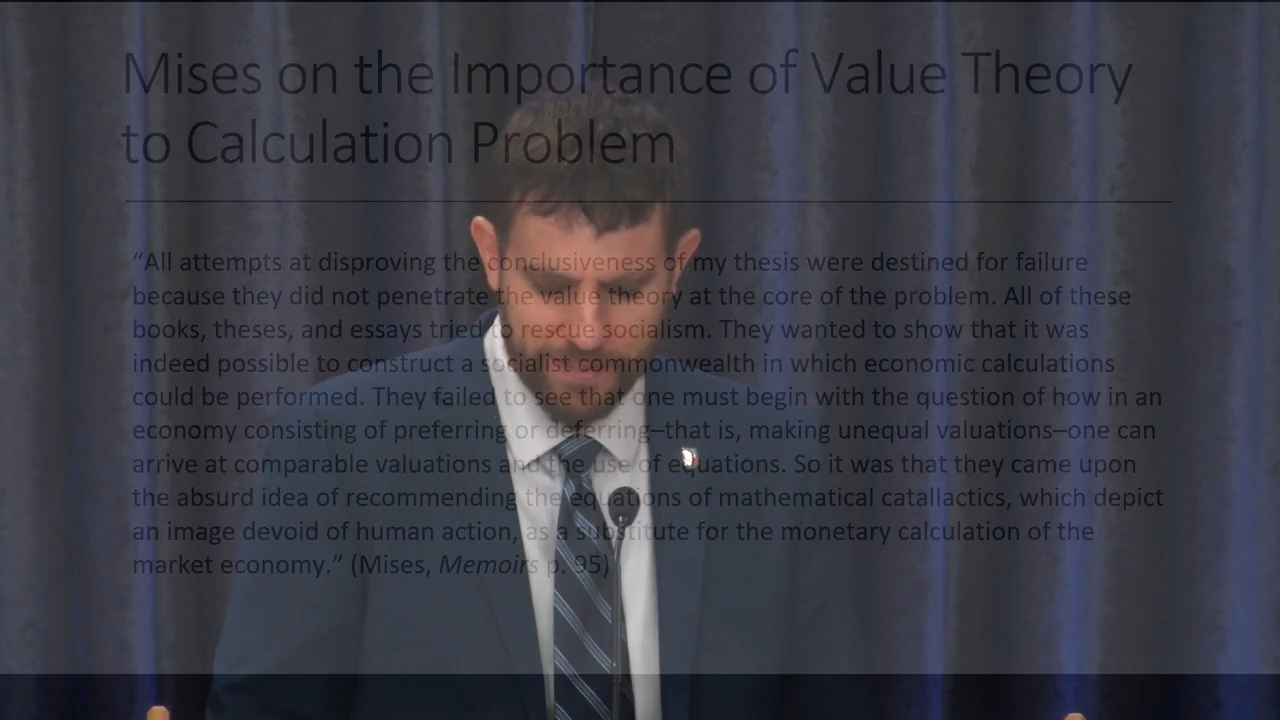 Mises on the Importance of Value Theory
to Calculation Problem
“All attempts at disproving the conclusiveness of my thesis were destined for failure
because they did not penetrate the value theory at the core of the problem. All of these
books, theses, and essays tried to rescue socialism. They wanted to show that it was
indeed possible to construct a socialist commonwealth in which economic calculations
could be performed. They failed to see that one must begin with the question of how in an
economy consisting of preferring or deferring–that is, making unequal valuations–one can
arrive at comparable valuations and the use of equations. So it was that they came upon
the absurd idea of recommending the equations of mathematical catallactics, which depict
an image devoid of human action, as a substitute for the monetary calculation of the
market economy.” (Mises, Memoirs p. 95)